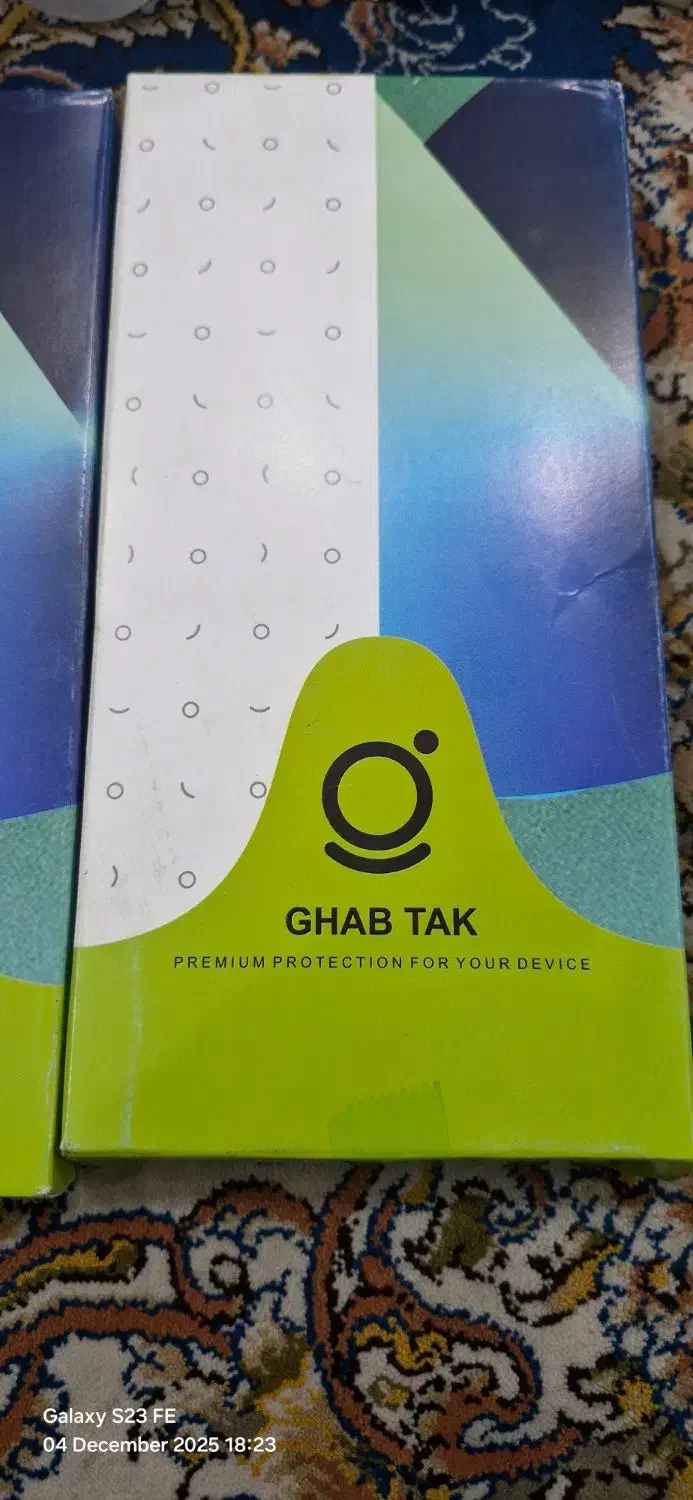 GHAB TAK
PREMIUM PROTECTION FOR YOUR DEVICE
Galaxy S23 FE
04 December 2025 18:23